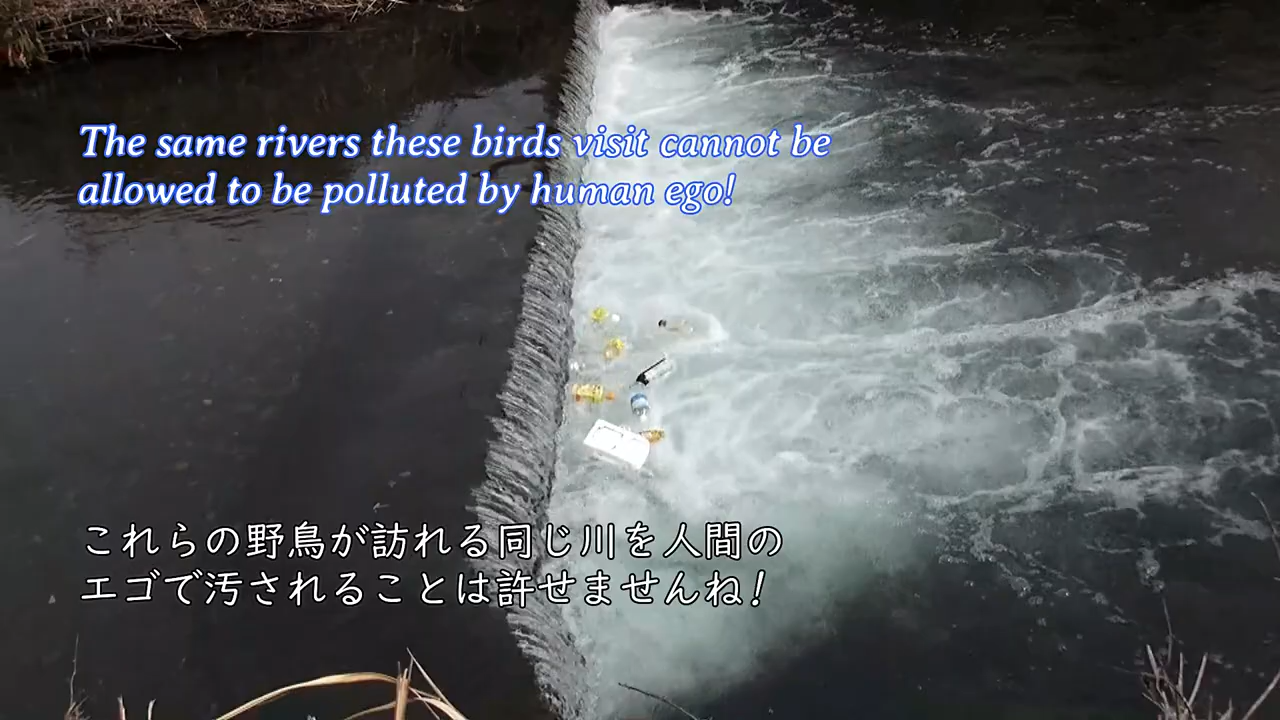 The same rivers these birds visit cannot be
allowed to be polluted by human ego!
これらの野鳥が訪れる同じ川を人間の
エゴで汚されることは許せませんね!